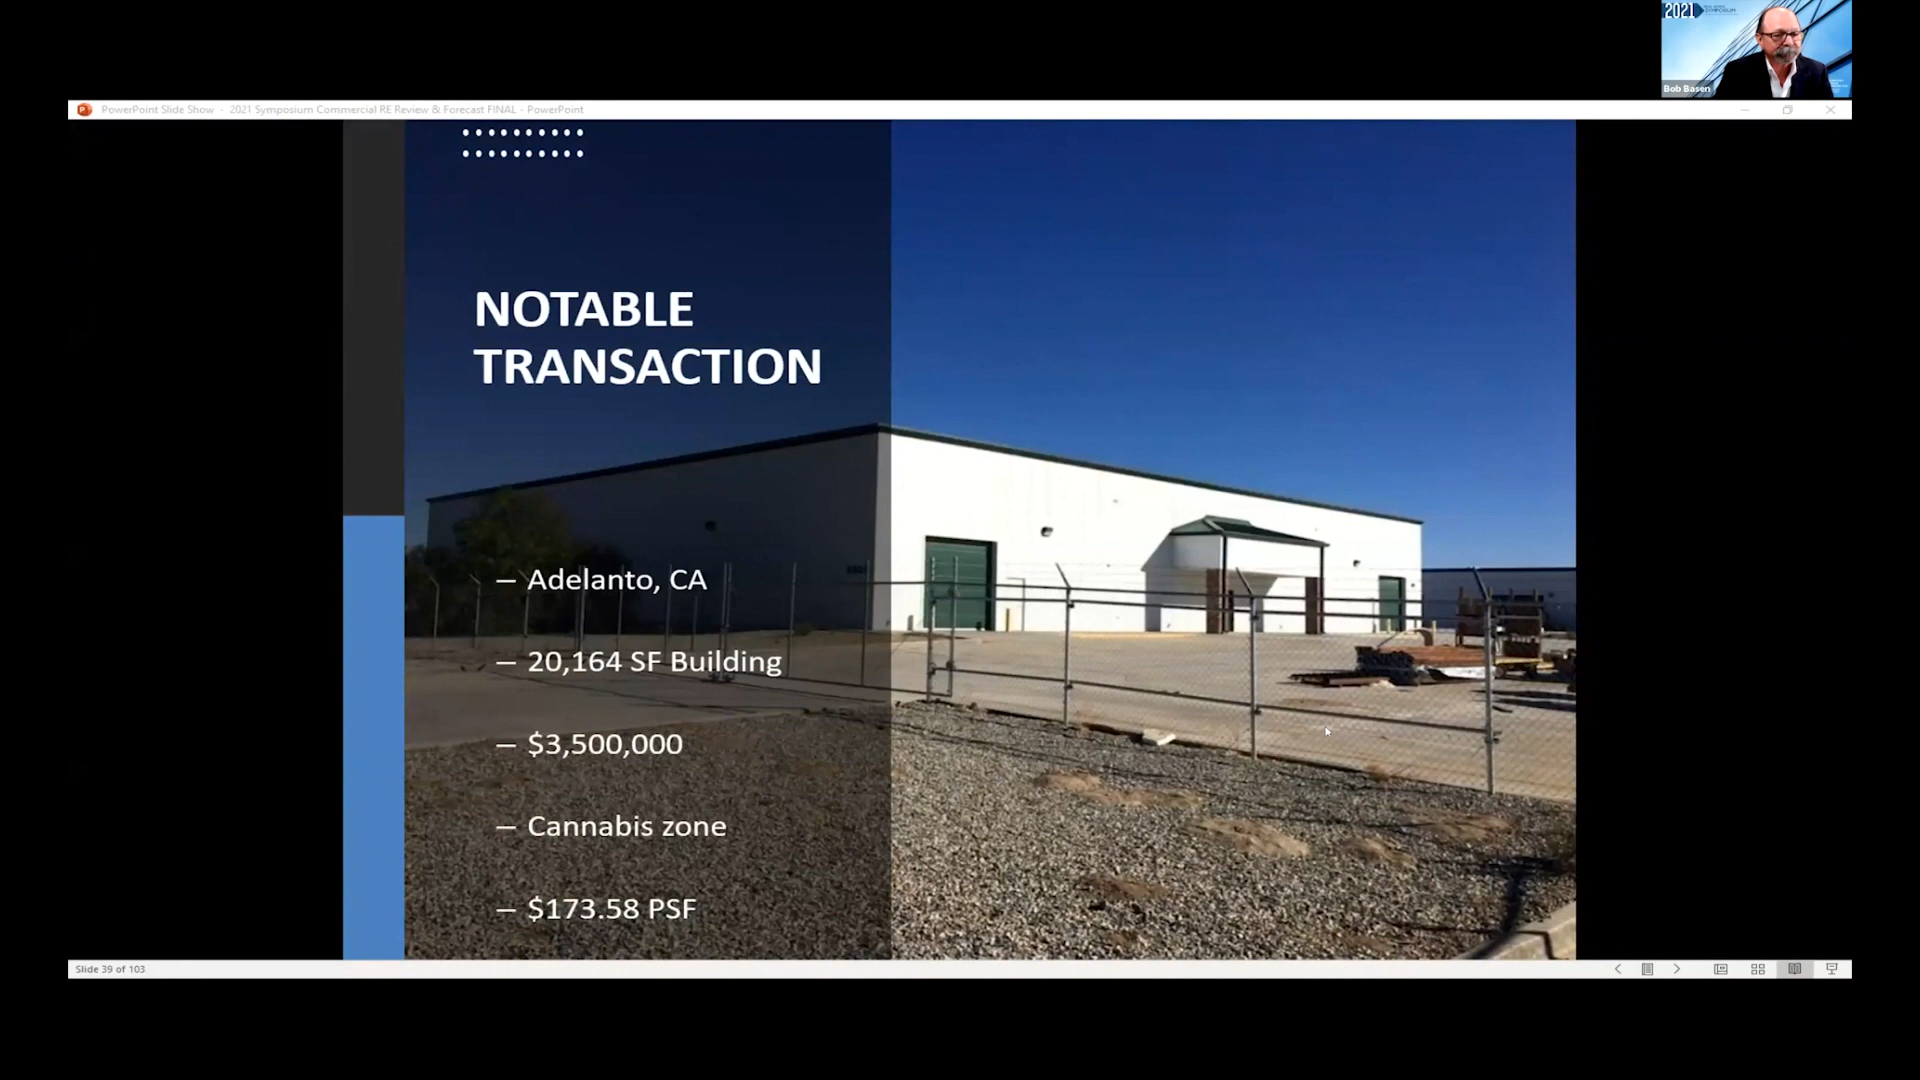 2021
SYMPOSIUM
Bob Basen
PowerPoint Slide Show - 2021 Symposium Commercial RE Review & Forecast FINAL - PowerPoint
NOTABLE
TRANSACTION
— Adelanto, CA
— 20,164 SF Building
— $3,500,000
— Cannabis zone
— $173.58 PSF
Slide 39 of 103